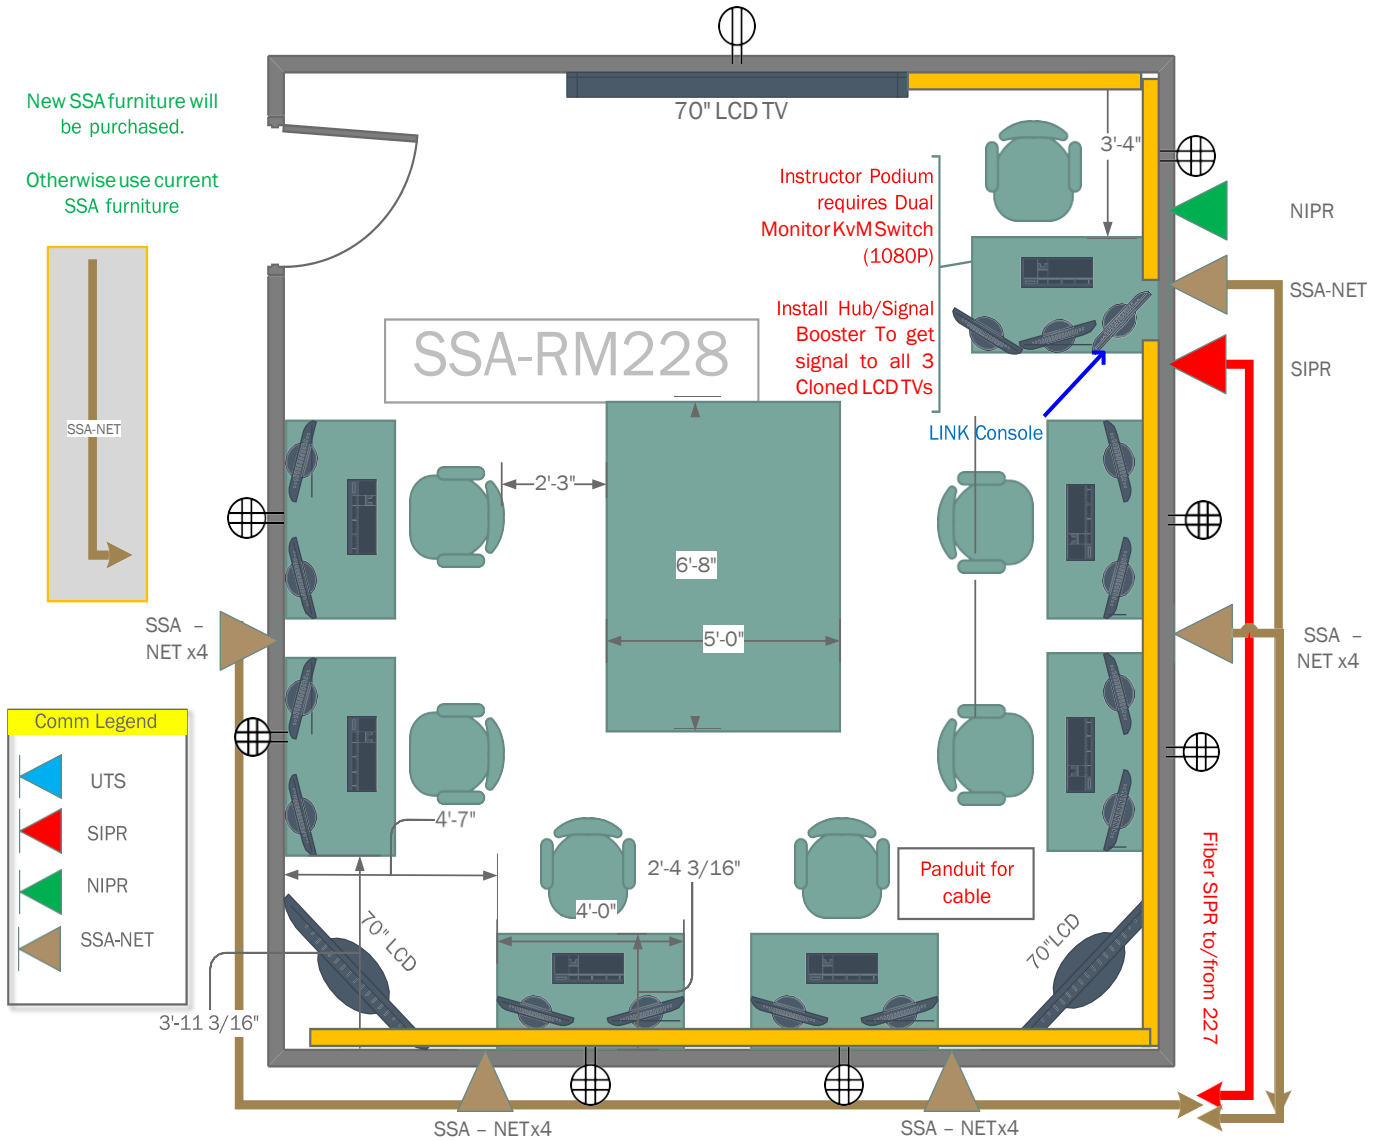 New SSA furniture will
be purchased.
Otherwise use current
SSA furniture
SSA-NET
70" LCD TV
3'-4"
Instructor Podium
requires Dual
Monitor KvM Switch
(1080P)
Install Hub/Signal
Booster To get
signal to all 3
Cloned LCD TVs
LINK Console
NIPR
SSA-NET
SIPR
SSA-RM228
2'-3"
6'-8"
5'-0"
SSA –
NET x4
SSA –
NET x4
Comm Legend
UTS
SIPR
NIPR
SSA-NET
4'-7"
2'-4 3/16"
4'-0"
Panduit for
cable
70" LCD
70"LCD
3'-11 3/16"
Fiber SIPR to/from 227
SSA – NETx4
SSA – NETx4